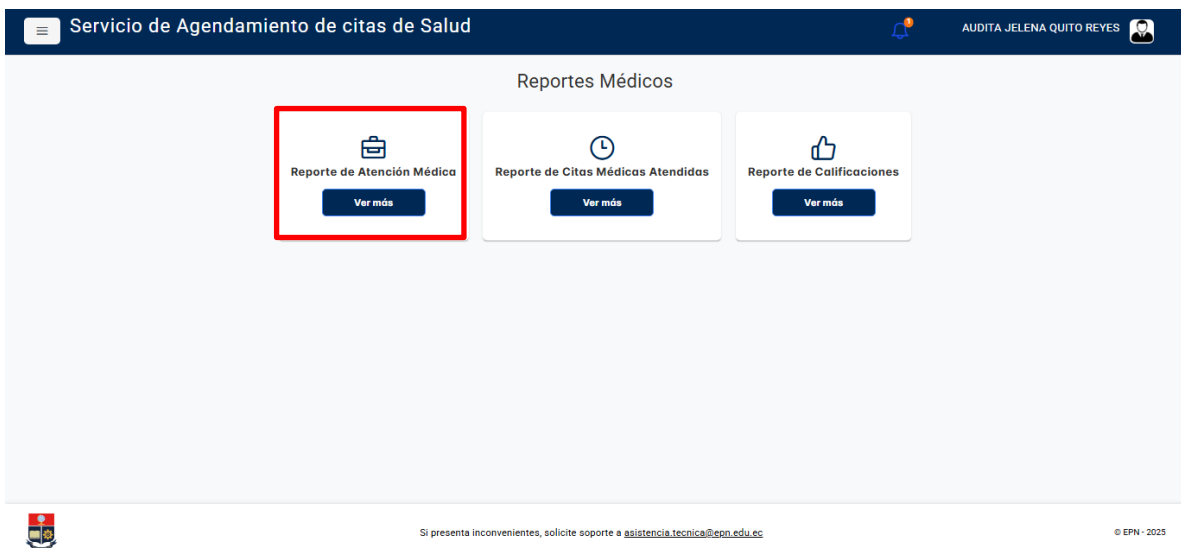 Servicio de Agendamiento de citas de Salud
1
AUDITA JELENA QUITO REYES
Reportes Médicos
Reporte de Atención Médica
Ver más
Reporte de Citas Médicas Atendidas
Ver más
Reporte de Calificaciones
Ver más
Si presenta inconvenientes, solicite soporte a asistencia.tecnica@epn.edu.ec
© EPN - 2025